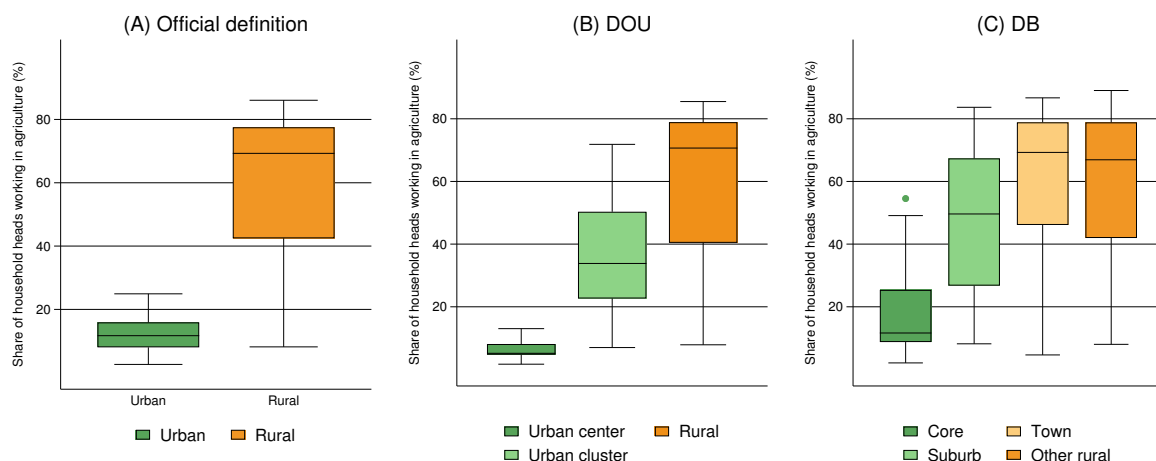 (A) Official definition
Share of household heads working in agriculture (%)
80
60
40
20
Urban
Rural
Urban
Rural
(B) DOU
Share of household heads working in agriculture (%)
80
60
40
20
Urban center
Rural
Urban cluster
(C) DB
Share of household heads working in agriculture (%)
80
60
40
20
Core
Town
Suburb
Other rural